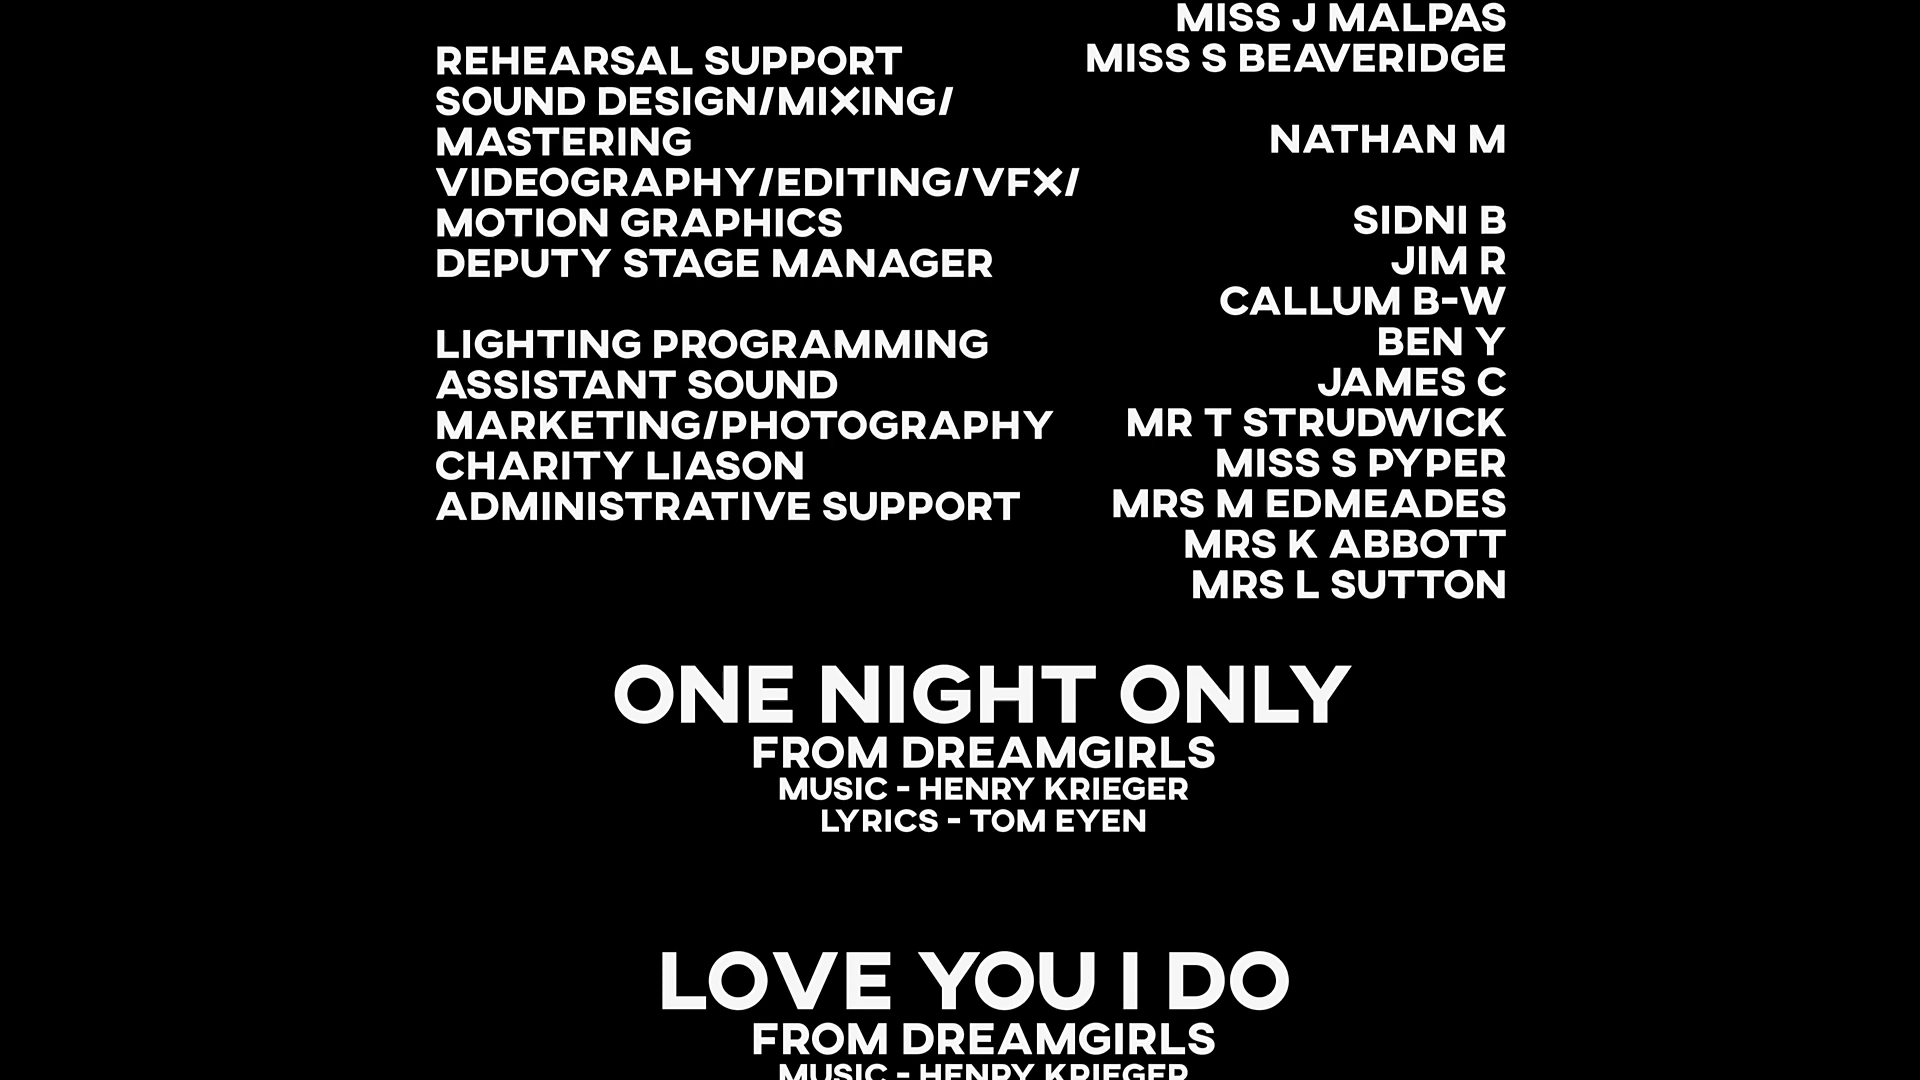 MISS J MALPAS
REHEARSAL SUPPORT
MISS S BEAVERIDGE
SOUND DESIGN/MIXING/
MASTERING
NATHAN M
VIDEOGRAPHY/EDITING/VFX/
MOTION GRAPHICS
SIDNI B
DEPUTY STAGE MANAGER
JIM R
CALLUM B-W
LIGHTING PROGRAMMING
BEN Y
ASSISTANT SOUND
JAMES C
MARKETING/PHOTOGRAPHY
MR T STRUDWICK
CHARITY LIASON
MISS S PYPER
ADMINISTRATIVE SUPPORT
MRS M EDMEADES
MRS K ABBOTT
MRS L SUTTON
ONE NIGHT ONLY
FROM DREAMGIRLS
MUSIC - HENRY KRIEGER
LYRICS - TOM EYEN
LOVE YOU I DO
FROM DREAMGIRLS
MUSIC - HENRY KRIEGER